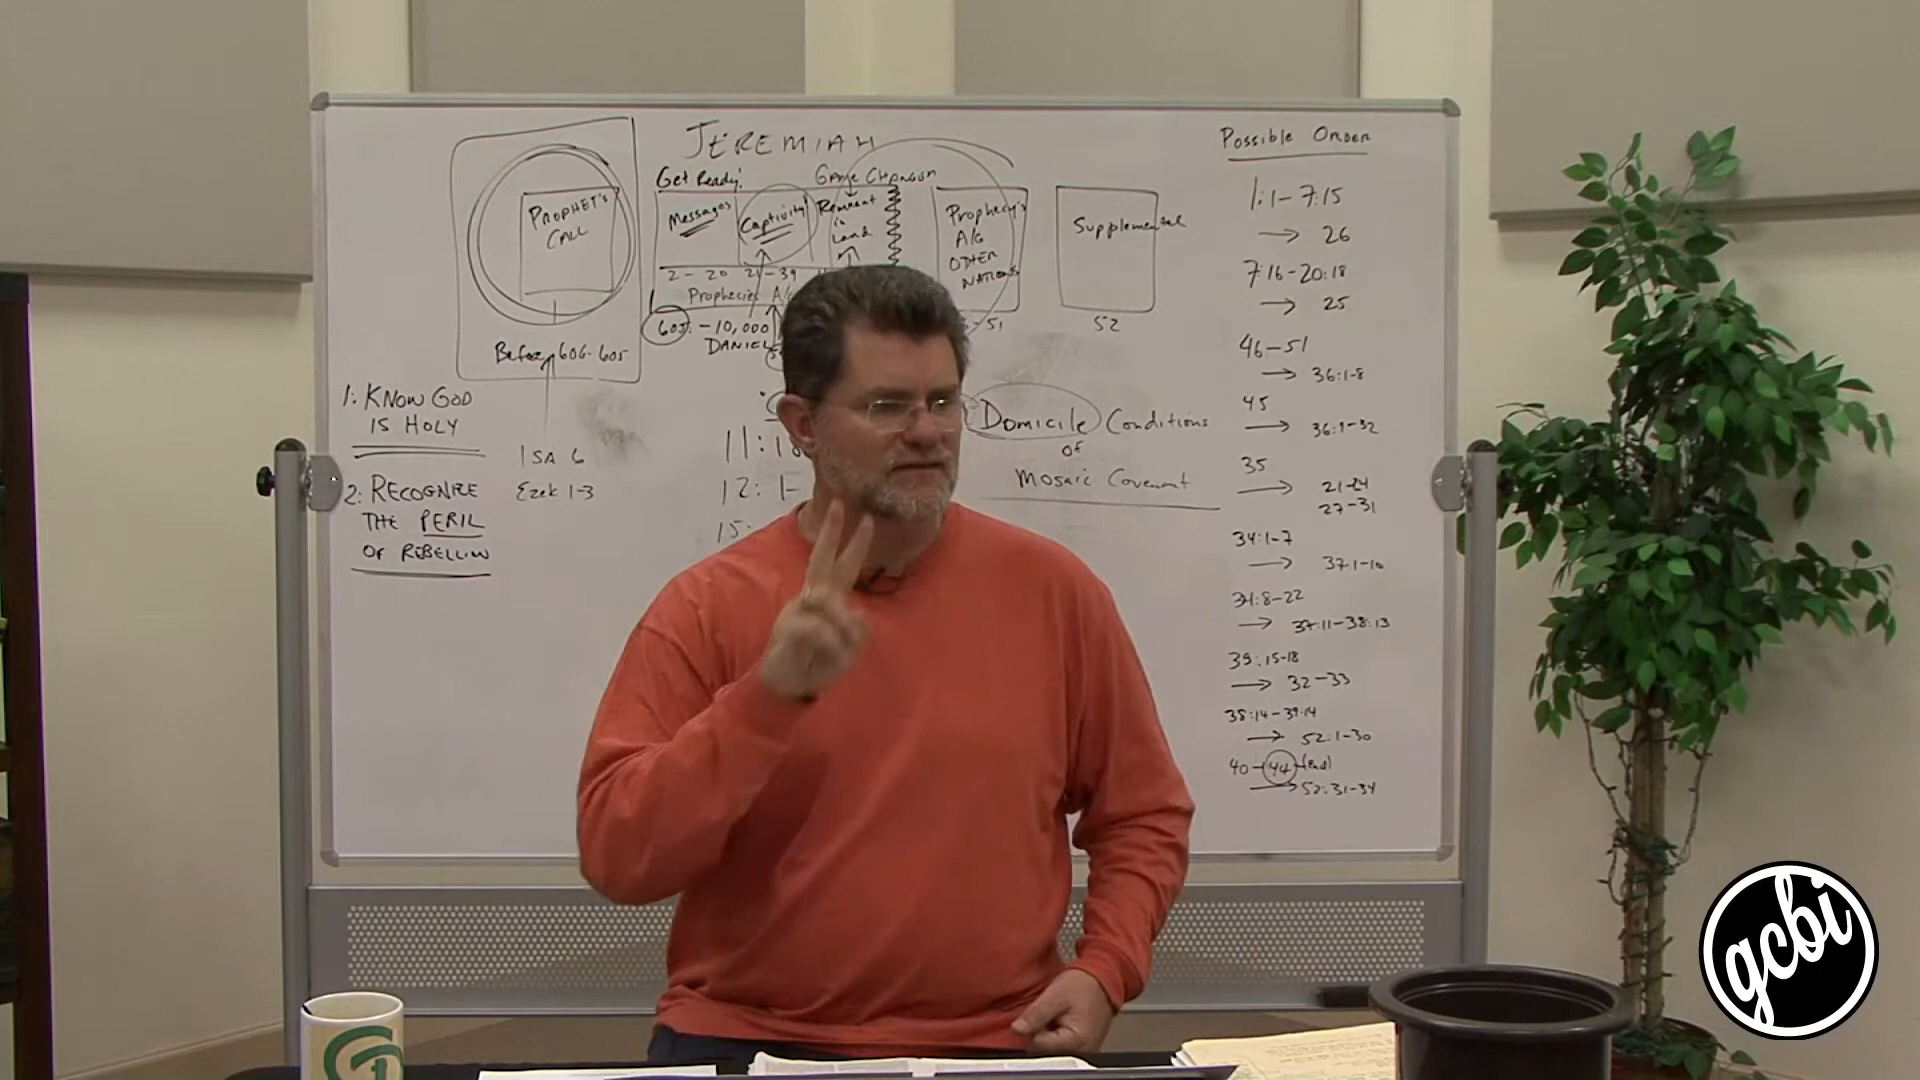 JEREMIAH
Get Ready!
Game Changer
PROPHET'S
CALL
Messages
Captivity
Remnant
in
Land
Prophecy's
A/G
OTHER
NATIONS
Supplemental
2 - 20 21 - 39
Prophecies A/G
605 - 10,000
DANIEL
- 51
52
Before 606-605
1: KNOW GOD
IS HOLY
ISA 6
2: RECOGNIZE
Ezek 1-3
THE PERIL
OF REBELLION
11:18
12: 1-
15:
Domicile Conditions
of
Mosaic Covenant
Possible Order
1:1 - 7:15
→ 26
7:16 - 20:18
→ 25
46 - 51
→ 36:1-8
45
→ 36:9-32
35
→ 21-24
27-31
34:1-7
→ 37:1-10
34:8-22
→ 37:11-38:13
39:15-18
→ 32-33
38:14-39:14
→ 52:1-30
40-44 (End)
→ 52:31-34
gcbi